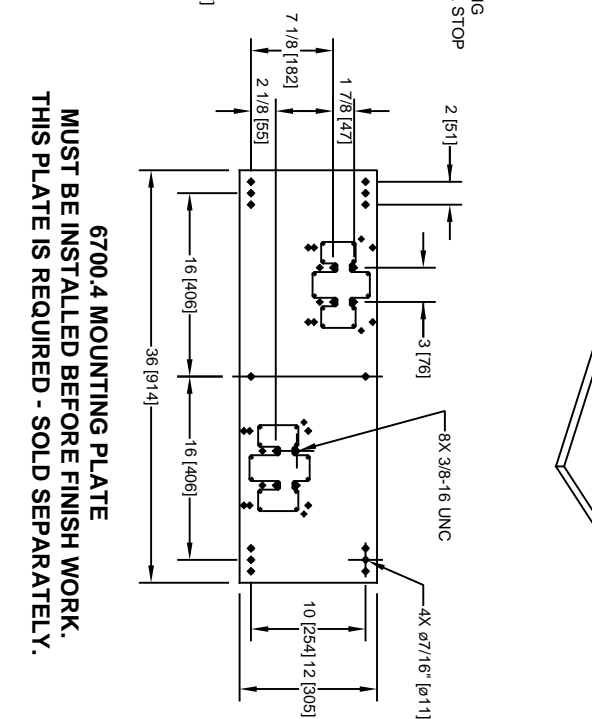 NG
STOP
]
7 1/8 [182]
2 1/8 [55]
1 7/8 [47]
2 [51]
3 [76]
16 [406]
16 [406]
36 [914]
8X 3/8-16 UNC
4X ø7/16" [ø11]
10 [254]
12 [305]
6700.4 MOUNTING PLATE
MUST BE INSTALLED BEFORE FINISH WORK.
THIS PLATE IS REQUIRED - SOLD SEPARATELY.